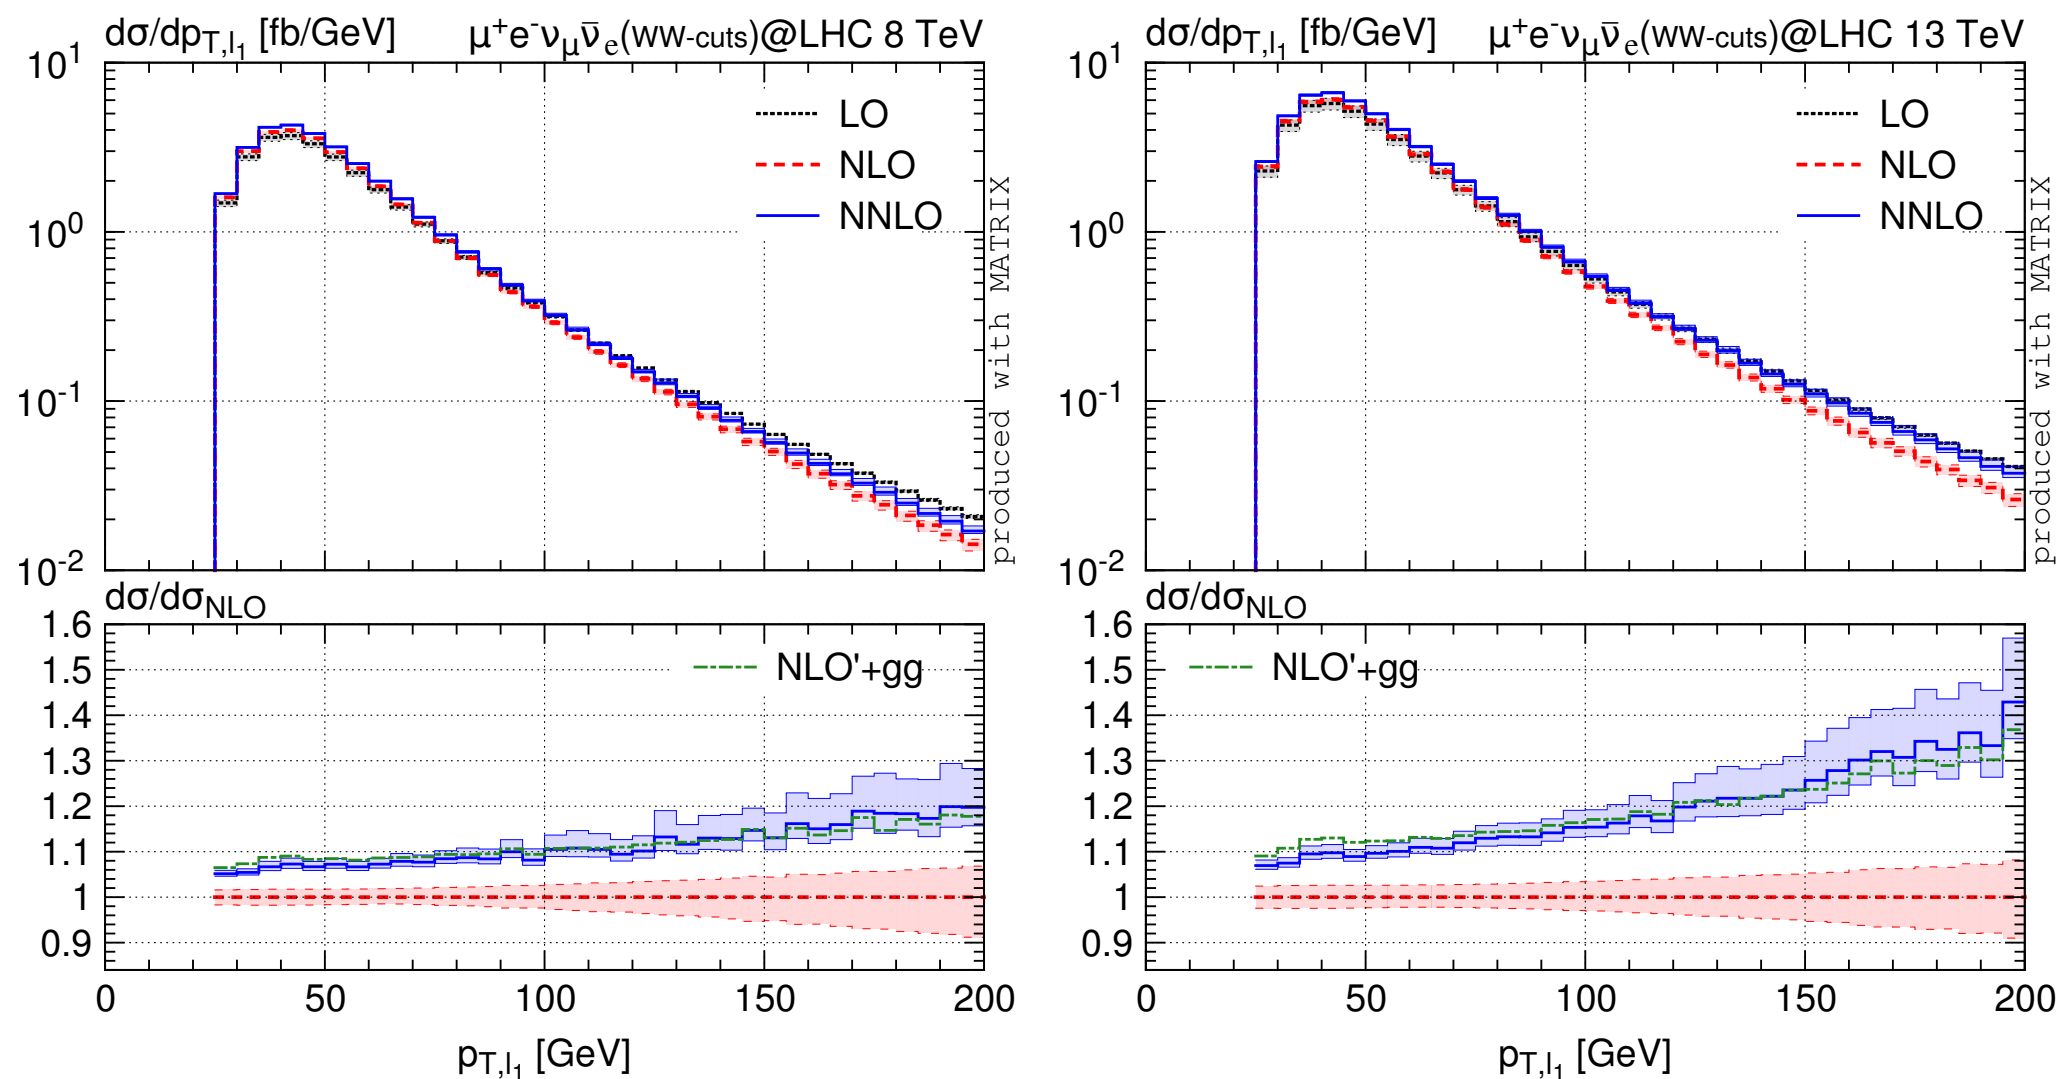 dσ/dp_{T,l_1} [fb/GeV]
μ⁺e⁻ν_μν̄_e(WW-cuts)@LHC 8 TeV
10¹
10⁰
10⁻¹
10⁻²
LO
NLO
NNLO
produced with MATRIX
dσ/dσ_{NLO}
1.6
1.5
1.4
1.3
1.2
1.1
1
0.9
NLO'+gg
0 50 100 150 200
p_{T,l_1} [GeV]
dσ/dp_{T,l_1} [fb/GeV]
μ⁺e⁻ν_μν̄_e(WW-cuts)@LHC 13 TeV
10¹
10⁰
10⁻¹
10⁻²
LO
NLO
NNLO
produced with MATRIX
dσ/dσ_{NLO}
1.6
1.5
1.4
1.3
1.2
1.1
1
0.9
NLO'+gg
0 50 100 150 200
p_{T,l_1} [GeV]